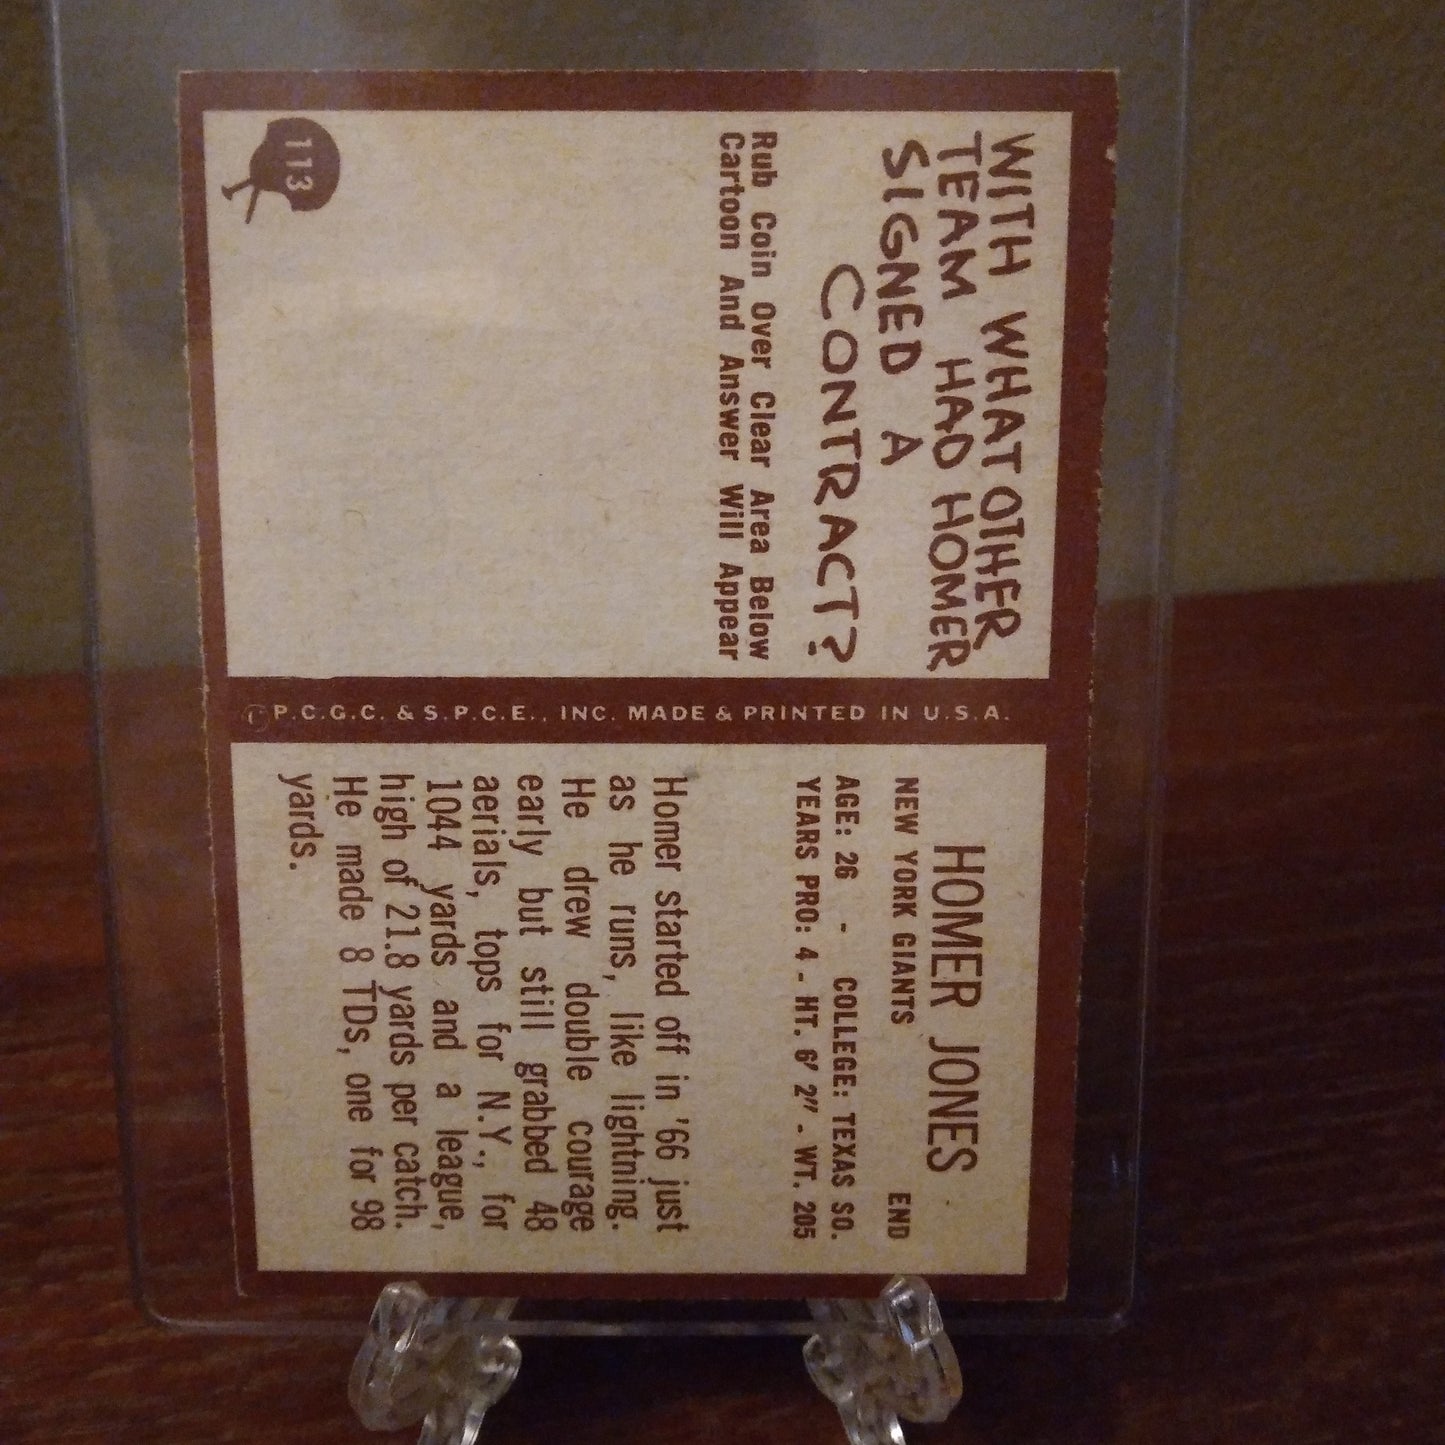 WITH WHAT OTHER
TEAM HAD HOMER
SIGNED A
CONTRACT?
Rub Coin Over Clear Area Below
Cartoon And Answer Will Appear
113
©P.C.G.C. & S.P.C.E., INC. MADE & PRINTED IN U.S.A.
HOMER JONES
NEW YORK GIANTS END
AGE: 26 - COLLEGE: TEXAS SO.
YEARS PRO: 4 - HT. 6' 2" - WT. 205
Homer started off in '66 just
as he runs, like lightning.
He drew double courage
early but still grabbed 48
aerials, tops for N.Y., for
1044 yards and a league,
high of 21.8 yards per catch.
He made 8 TDs, one for 98
yards.